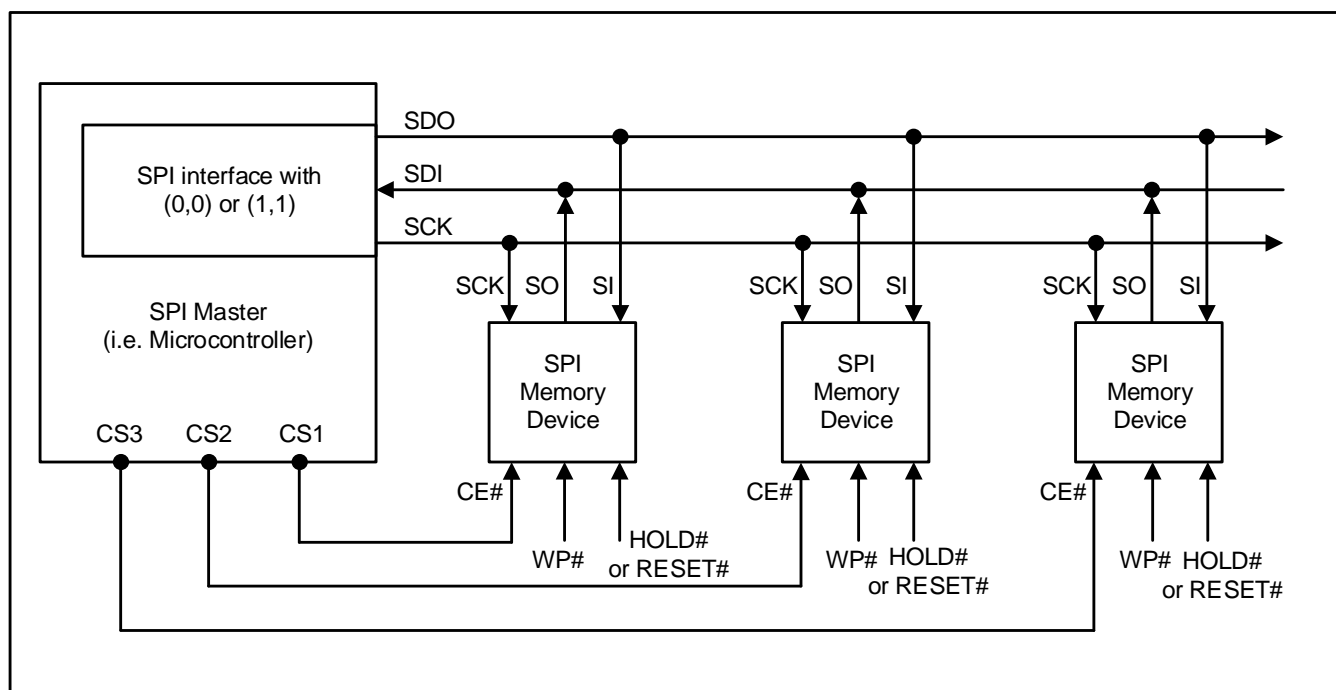 SDO
SPI interface with
(0,0) or (1,1)
SDI
SCK
SPI Master
(i.e. Microcontroller)
SCK SO SI
SCK SO SI
SCK SO SI
SPI
Memory
Device
SPI
Memory
Device
SPI
Memory
Device
CS3 CS2 CS1
CE#
WP#
HOLD#
or RESET#
CE#
WP#
HOLD#
or RESET#
CE#
WP#
HOLD#
or RESET#